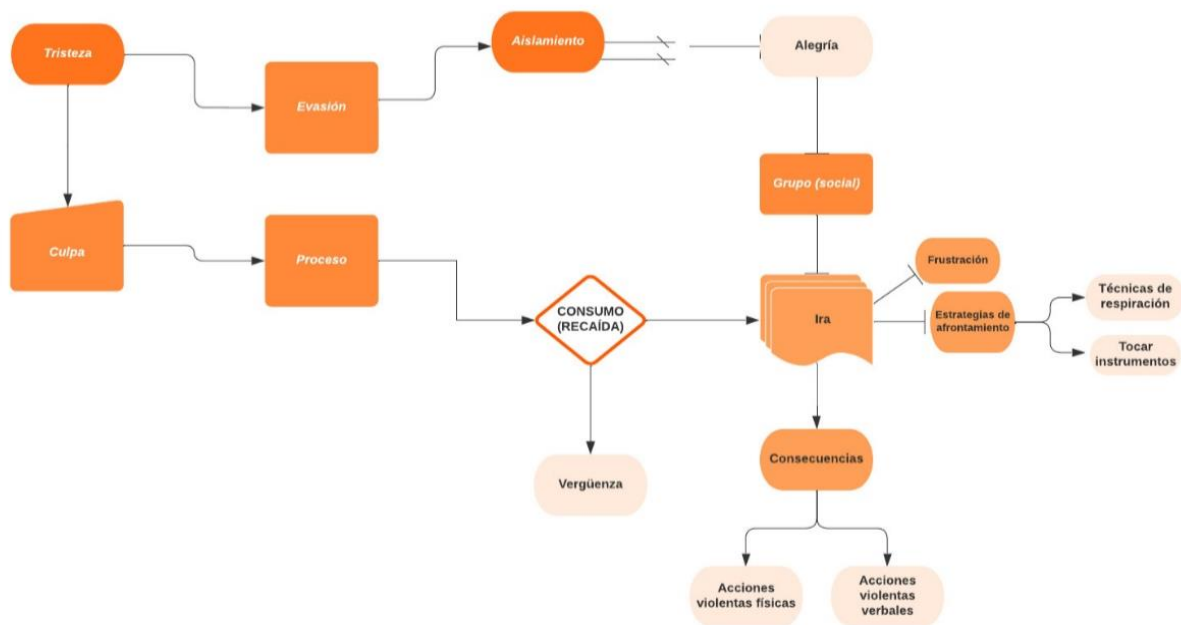 Tristeza
Aislamiento
Alegría
Evasión
Grupo (social)
Culpa
Proceso
Frustración
CONSUMO
(RECAÍDA)
Ira
Estrategias de
afrontamiento
Técnicas de
respiración
Tocar
instrumentos
Consecuencias
Vergüenza
Acciones
violentas físicas
Acciones
violentas
verbales